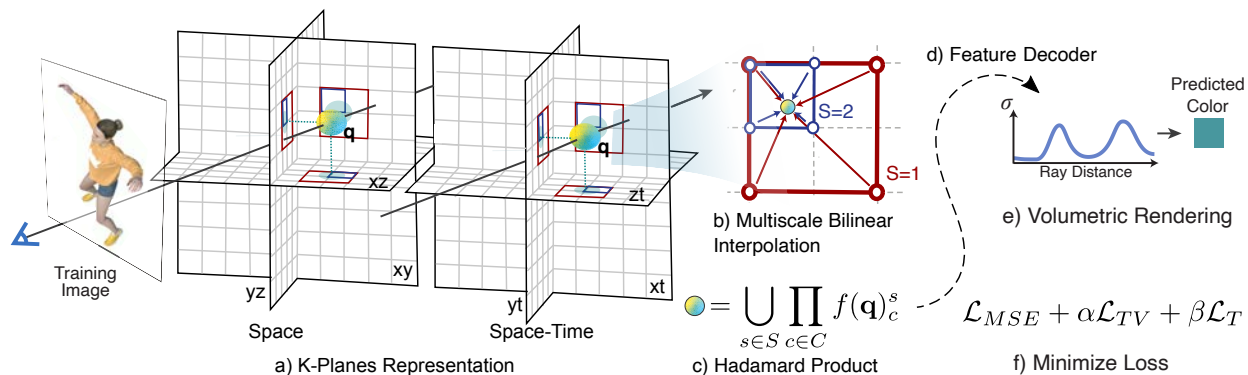 Training
Image
q
xz
xy
yz
Space
q
zt
xt
yt
Space-Time
a) K-Planes Representation
S=2
S=1
b) Multiscale Bilinear
Interpolation
= ⋃_{s∈S} ∏_{c∈C} f(q)_c^s
c) Hadamard Product
d) Feature Decoder
σ
Ray Distance
Predicted
Color
e) Volumetric Rendering
ℒ_{MSE} + αℒ_{TV} + βℒ_T
f) Minimize Loss